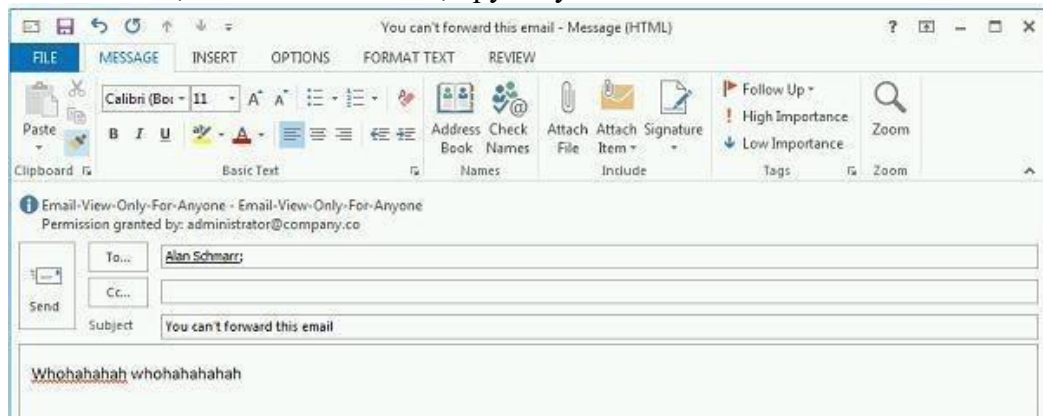 You can't forward this email - Message (HTML)
?
FILE MESSAGE INSERT OPTIONS FORMAT TEXT REVIEW
Paste
Calibri (Bo 11 A A
B I U A
Address Book
Check Names
Attach File
Attach Item
Signature
Follow Up
! High Importance
Low Importance
Zoom
Clipboard Basic Text Names Include Tags Zoom
Email-View-Only-For-Anyone - Email-View-Only-For-Anyone
Permission granted by: administrator@company.co
Send
To... Alan Schmarr;
Cc...
Subject You can't forward this email
Whohahahah whohahahahah